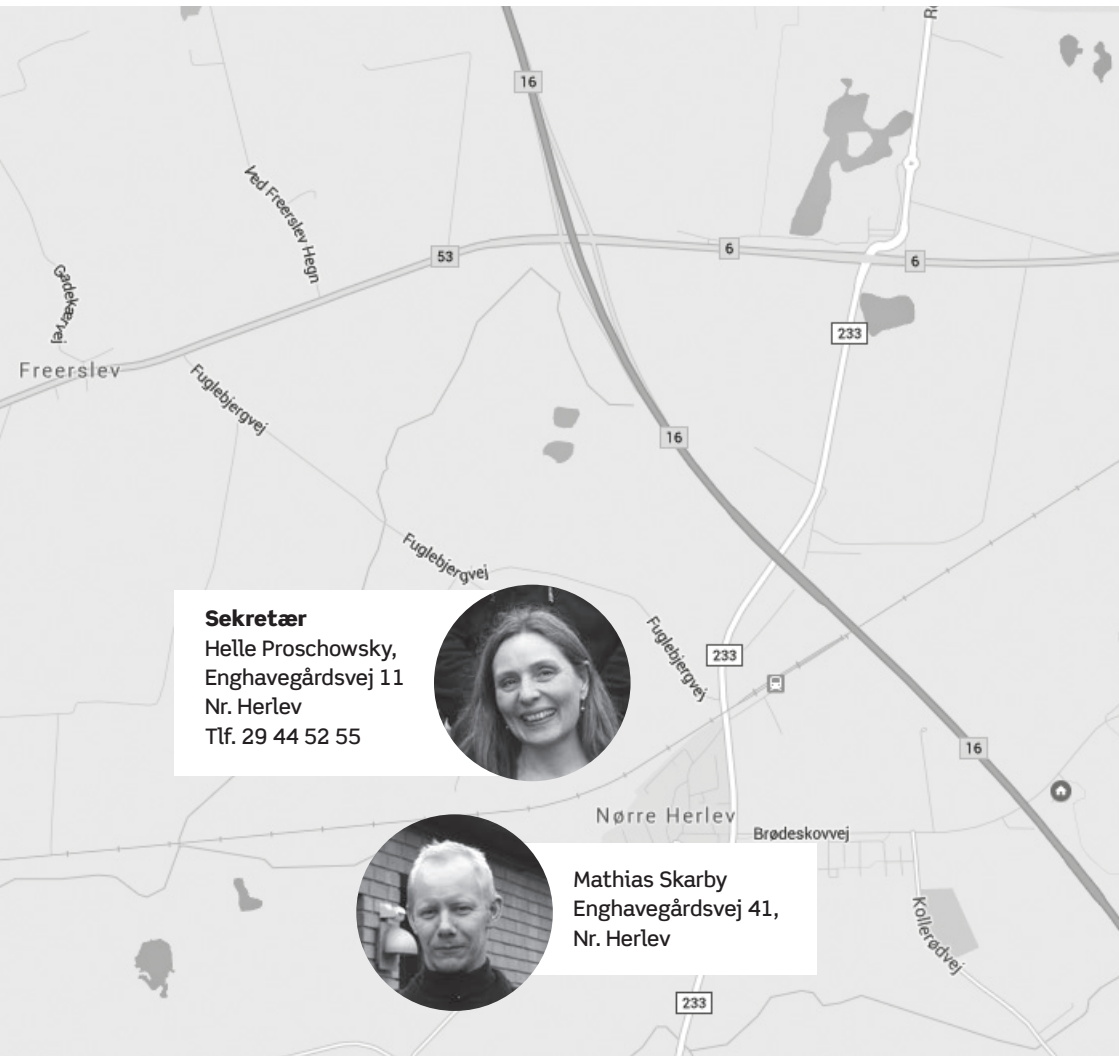 16
Ved Freerslev Hegn
53
6
6
Gadekærvej
233
Freerslev
Fuglebjergvej
16
Fuglebjergvej
Sekretær
Helle Proschowsky,
Enghavegårdsvej 11
Nr. Herlev
Tlf. 29 44 52 55
Fuglebjergvej
233
16
Nørre Herlev
Brødeskovvej
Mathias Skarby
Enghavegårdsvej 41,
Nr. Herlev
Kollerødvej
233